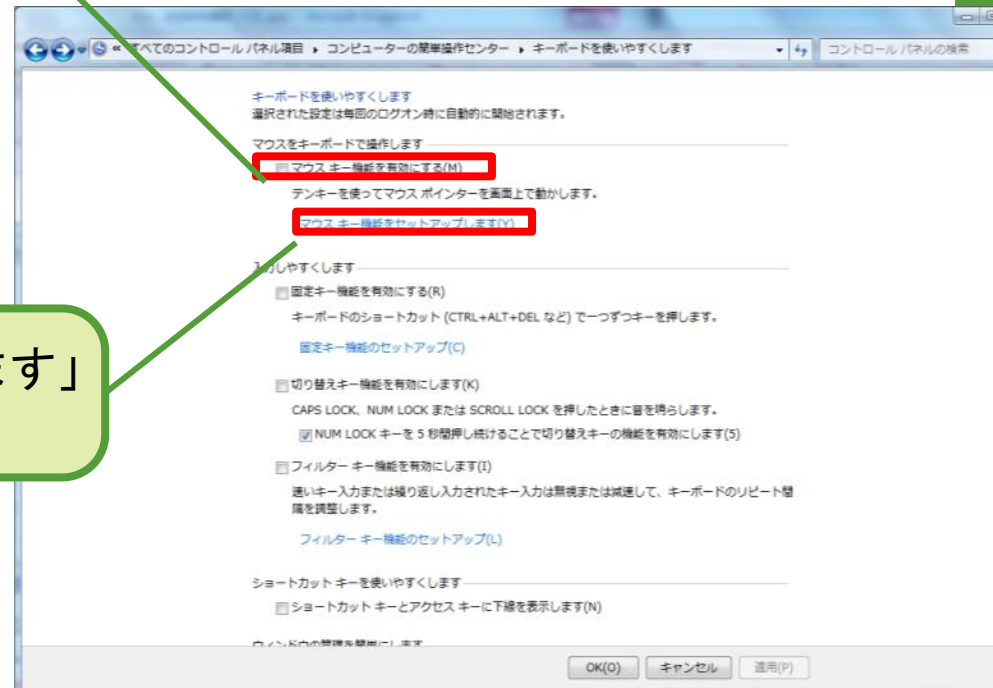 « すべてのコントロール パネル項目 ▸ コンピューターの簡単操作センター ▸ キーボードを使いやすくします
コントロール パネルの検索
キーボードを使いやすくします
選択された設定は毎回のログオン時に自動的に開始されます。
マウスをキーボードで操作します
マウス キー機能を有効にする(M)
テンキーを使ってマウス ポインターを画面上で動かします。
マウス キー機能をセットアップします(Y)
入力しやすくします
固定キー機能を有効にする(R)
キーボードのショートカット (CTRL+ALT+DEL など) で一つずつキーを押します。
固定キー機能のセットアップ(C)
ます」
切り替えキー機能を有効にします(K)
CAPS LOCK、NUM LOCK または SCROLL LOCK を押したときに音を鳴らします。
NUM LOCK キーを 5 秒間押し続けることで切り替えキーの機能を有効にします(5)
フィルター キー機能を有効にします(I)
速いキー入力または繰り返し入力されたキー入力は無視または減速して、キーボードのリピート間
隔を調整します。
フィルター キー機能のセットアップ(L)
ショートカット キーを使いやすくします
ショートカット キーとアクセス キーに下線を表示します(N)
ウィンドウの管理を簡単にします
OK(O)
キャンセル
適用(P)